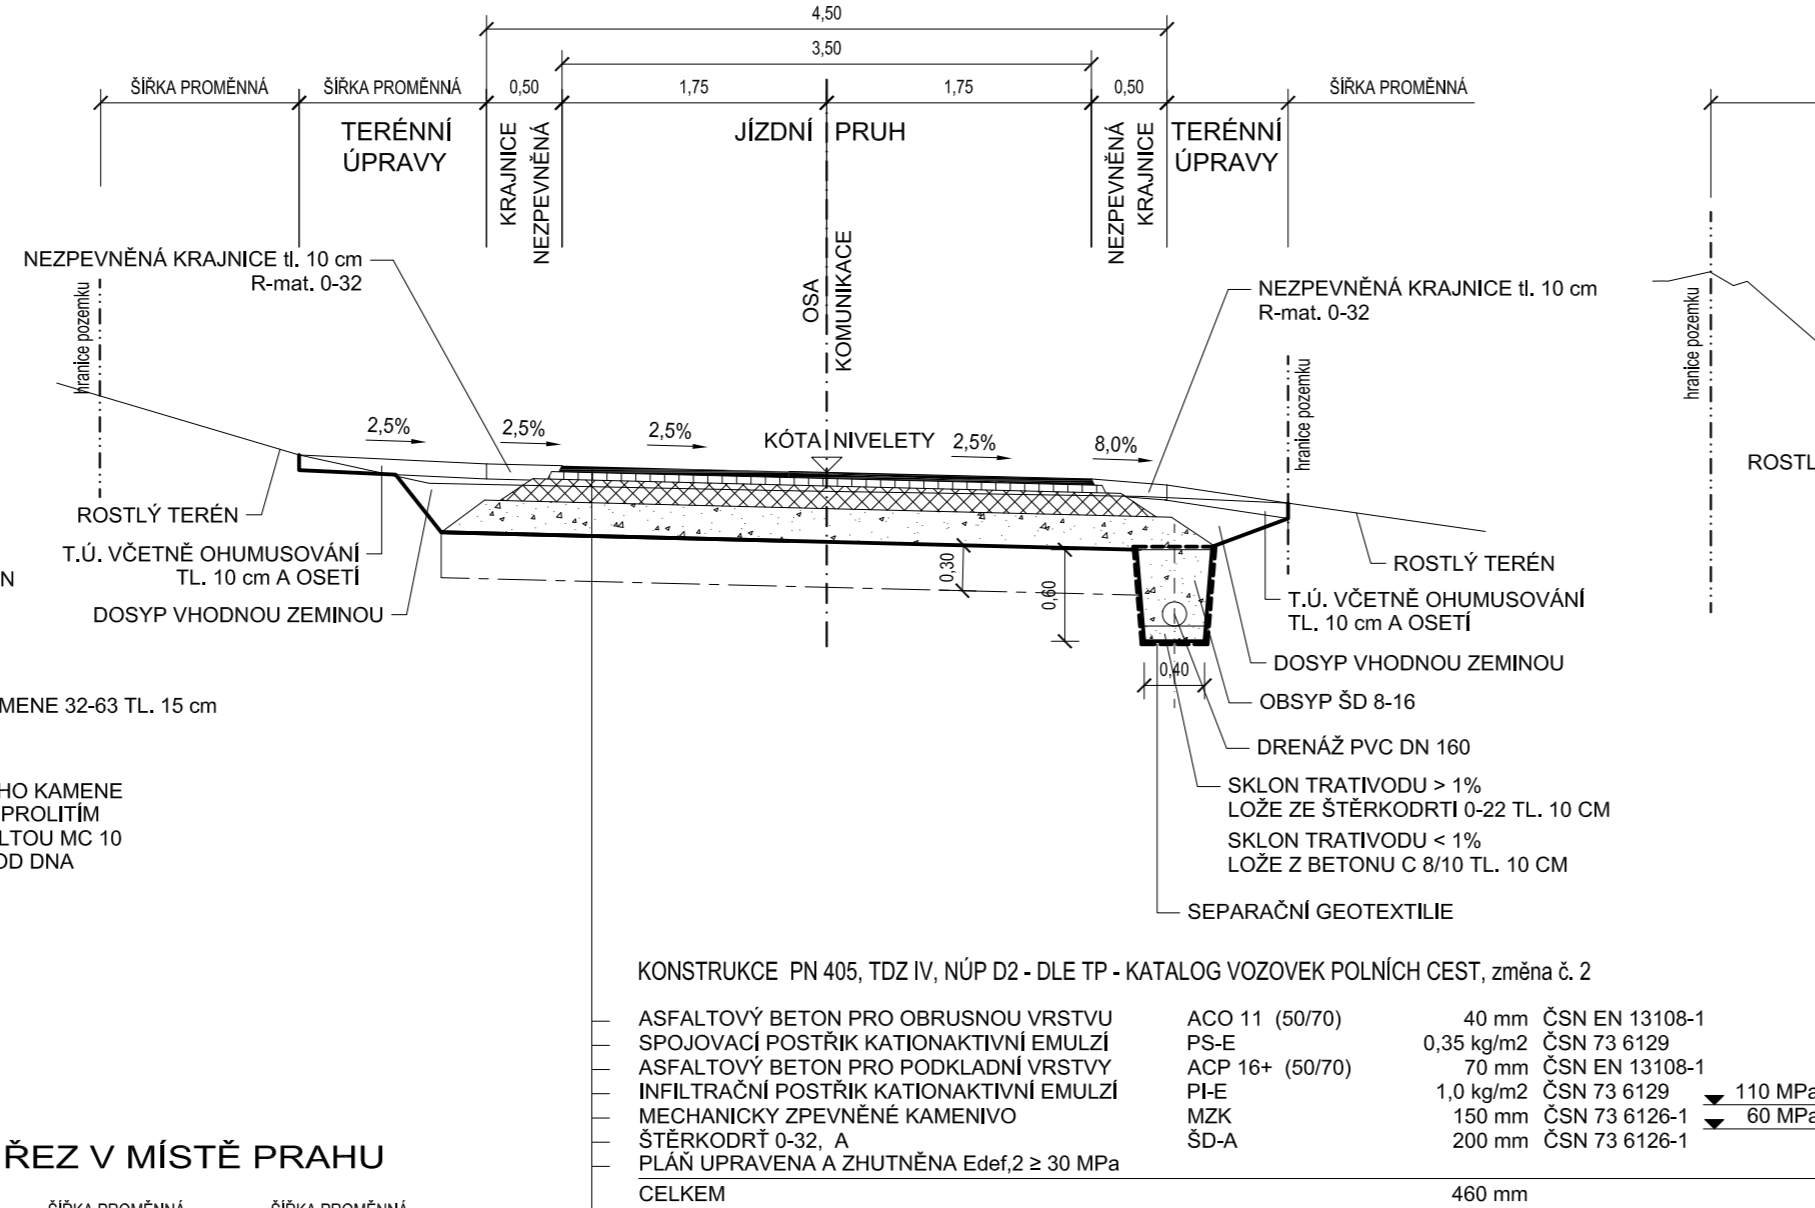 4,50
3,50
ŠÍŘKA PROMĚNNÁ ŠÍŘKA PROMĚNNÁ 0,50 1,75 1,75 0,50 ŠÍŘKA PROMĚNNÁ
TERÉNNÍ
ÚPRAVY
KRAJNICE
NEZPEVNĚNÁ
JÍZDNÍ PRUH
NEZPEVNĚNÁ
KRAJNICE
TERÉNNÍ
ÚPRAVY
OSA
KOMUNIKACE
NEZPEVNĚNÁ KRAJNICE tl. 10 cm
R-mat. 0-32
NEZPEVNĚNÁ KRAJNICE tl. 10 cm
R-mat. 0-32
hranice pozemku
hranice pozemku
hranice pozemku
2,5% 2,5% 2,5% KÓTA NIVELETY 2,5% 8,0%
ROSTL
ROSTLÝ TERÉN
T.Ú. VČETNĚ OHUMUSOVÁNÍ
TL. 10 cm A OSETÍ
N
DOSYP VHODNOU ZEMINOU
0,30
0,60
0,40
ROSTLÝ TERÉN
T.Ú. VČETNĚ OHUMUSOVÁNÍ
TL. 10 cm A OSETÍ
DOSYP VHODNOU ZEMINOU
OBSYP ŠD 8-16
DRENÁŽ PVC DN 160
SKLON TRATIVODU > 1%
LOŽE ZE ŠTĚRKODRTI 0-22 TL. 10 CM
SKLON TRATIVODU < 1%
LOŽE Z BETONU C 8/10 TL. 10 CM
SEPARAČNÍ GEOTEXTILIE
MENE 32-63 TL. 15 cm
HO KAMENE
PROLITÍM
LTOU MC 10
OD DNA
KONSTRUKCE PN 405, TDZ IV, NÚP D2 - DLE TP - KATALOG VOZOVEK POLNÍCH CEST, změna č. 2
ASFALTOVÝ BETON PRO OBRUSNOU VRSTVU ACO 11 (50/70) 40 mm ČSN EN 13108-1
SPOJOVACÍ POSTŘIK KATIONAKTIVNÍ EMULZÍ PS-E 0,35 kg/m2 ČSN 73 6129
ASFALTOVÝ BETON PRO PODKLADNÍ VRSTVY ACP 16+ (50/70) 70 mm ČSN EN 13108-1
INFILTRAČNÍ POSTŘIK KATIONAKTIVNÍ EMULZÍ PI-E 1,0 kg/m2 ČSN 73 6129 110 MPa
MECHANICKY ZPEVNĚNÉ KAMENIVO MZK 150 mm ČSN 73 6126-1 60 MPa
ŠTĚRKODRŤ 0-32, A ŠD-A 200 mm ČSN 73 6126-1
PLÁŇ UPRAVENA A ZHUTNĚNA Edef,2 ≥ 30 MPa
CELKEM 460 mm
ŘEZ V MÍSTĚ PRAHU
ŠÍŘKA PROMĚNNÁ ŠÍŘKA PROMĚNNÁ